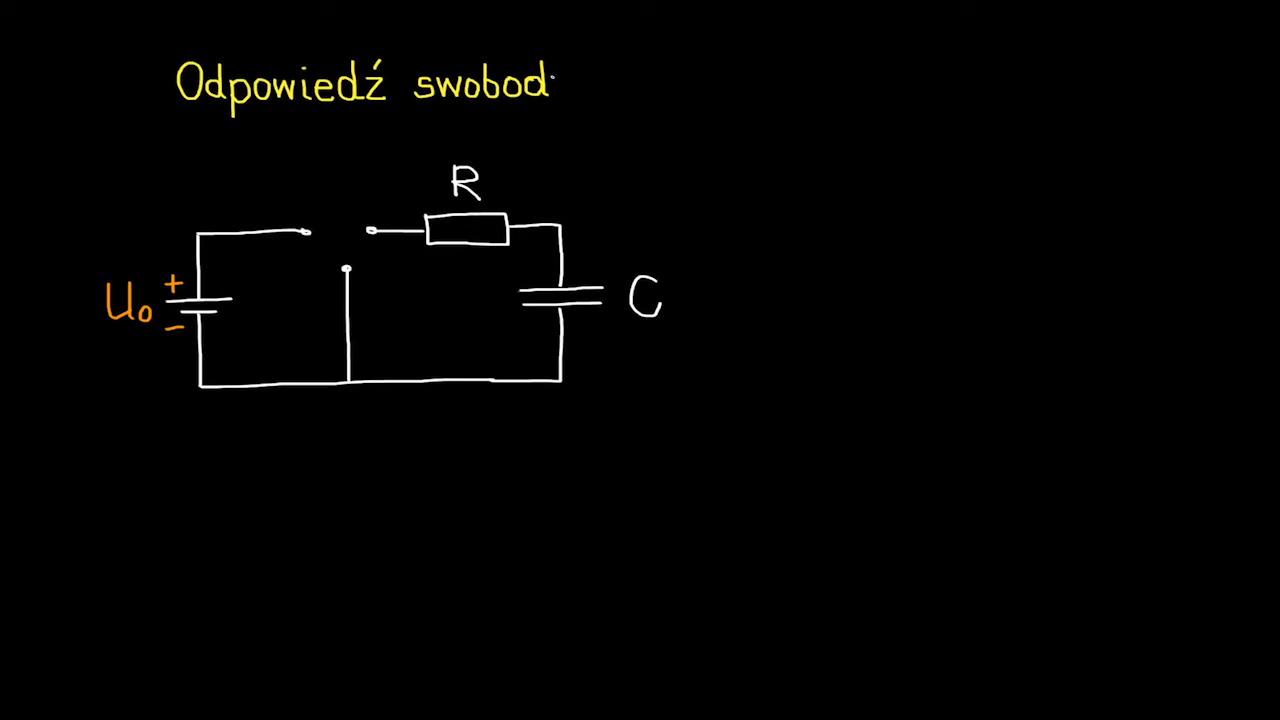 Odpowiedź swobod
R
U₀
+
-
C